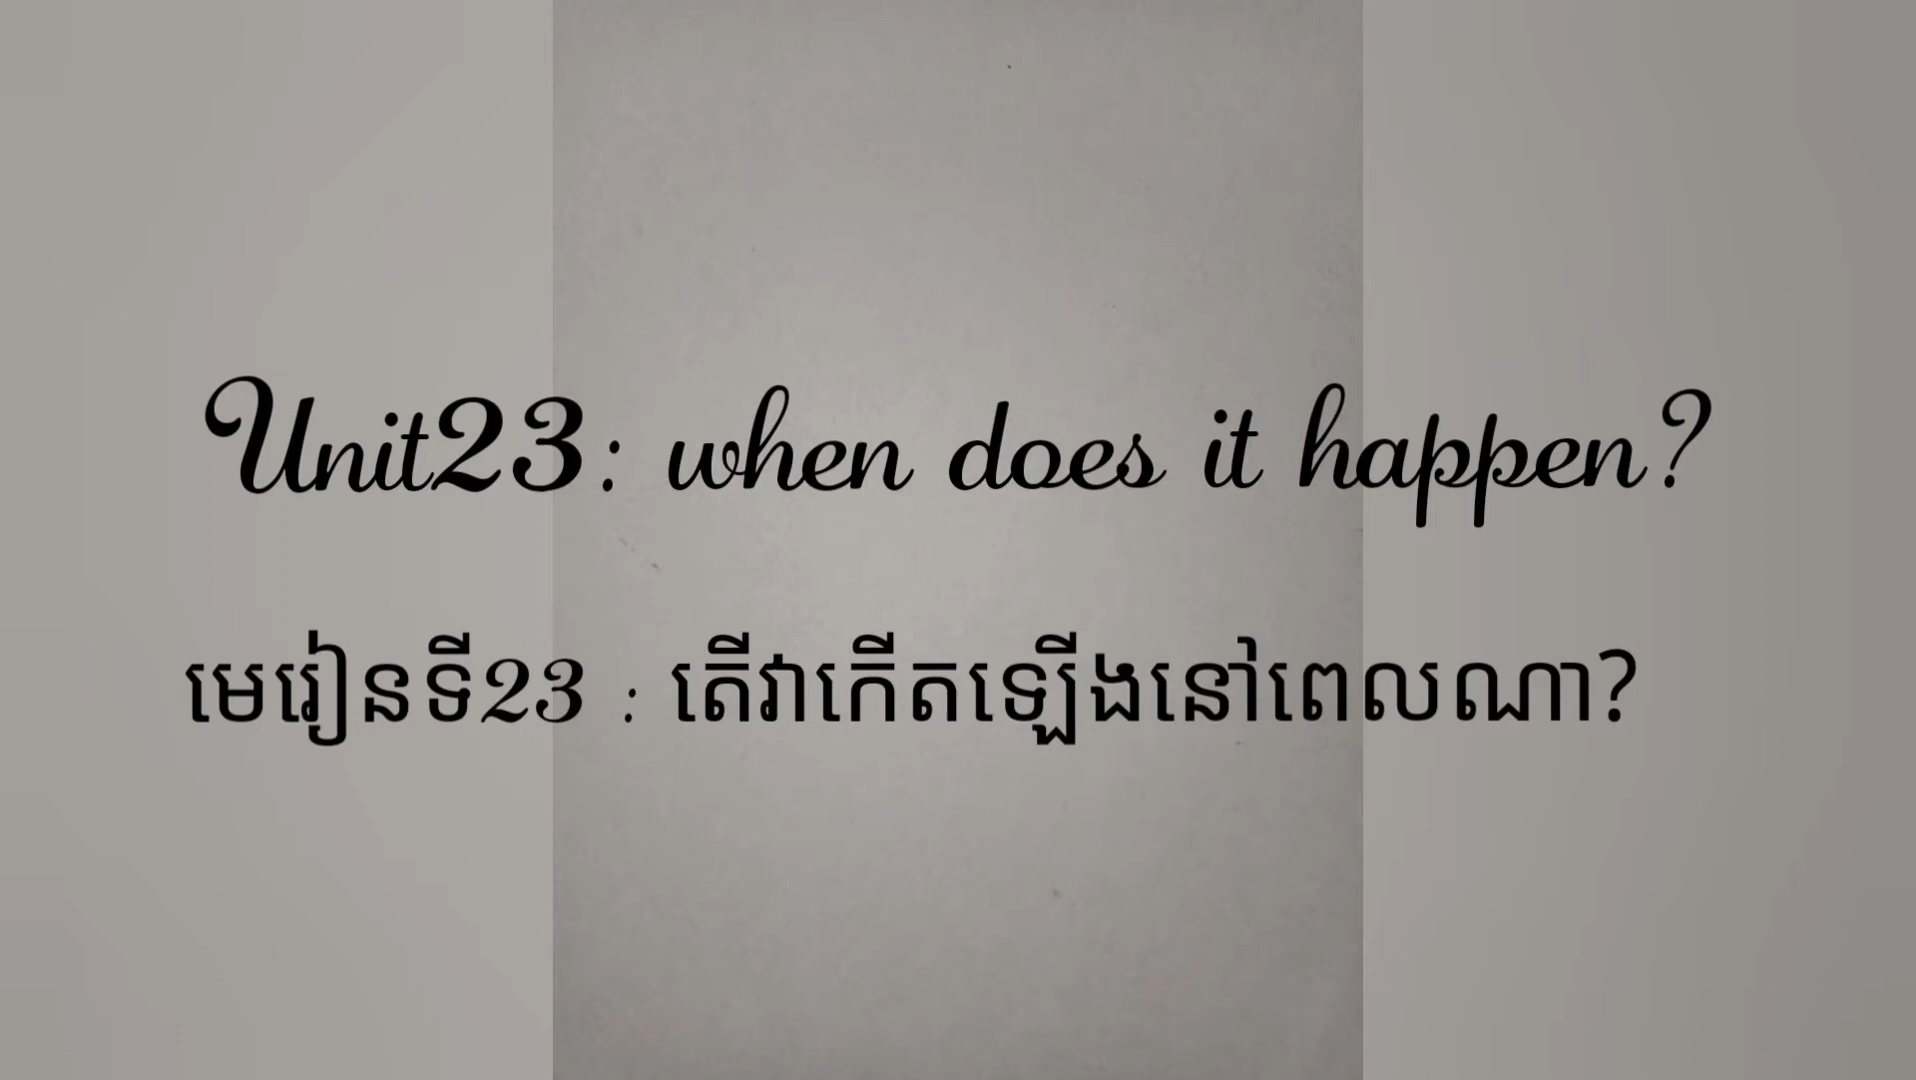 Unit23: when does it happen?
មេរៀនទី23 : តើវាកើតឡើងនៅពេលណា?